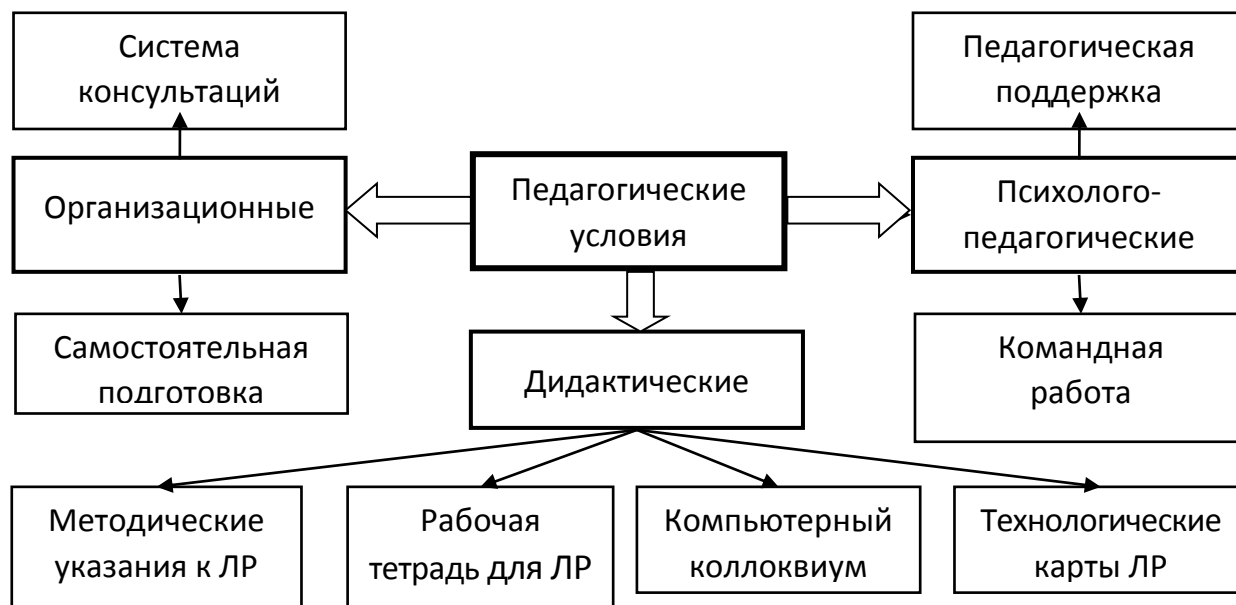 Система
консультаций
Педагогическая
поддержка
Организационные
Педагогические
условия
Психолого-
педагогические
Самостоятельная
подготовка
Дидактические
Командная
работа
Методические
указания к ЛР
Рабочая
тетрадь для ЛР
Компьютерный
коллоквиум
Технологические
карты ЛР